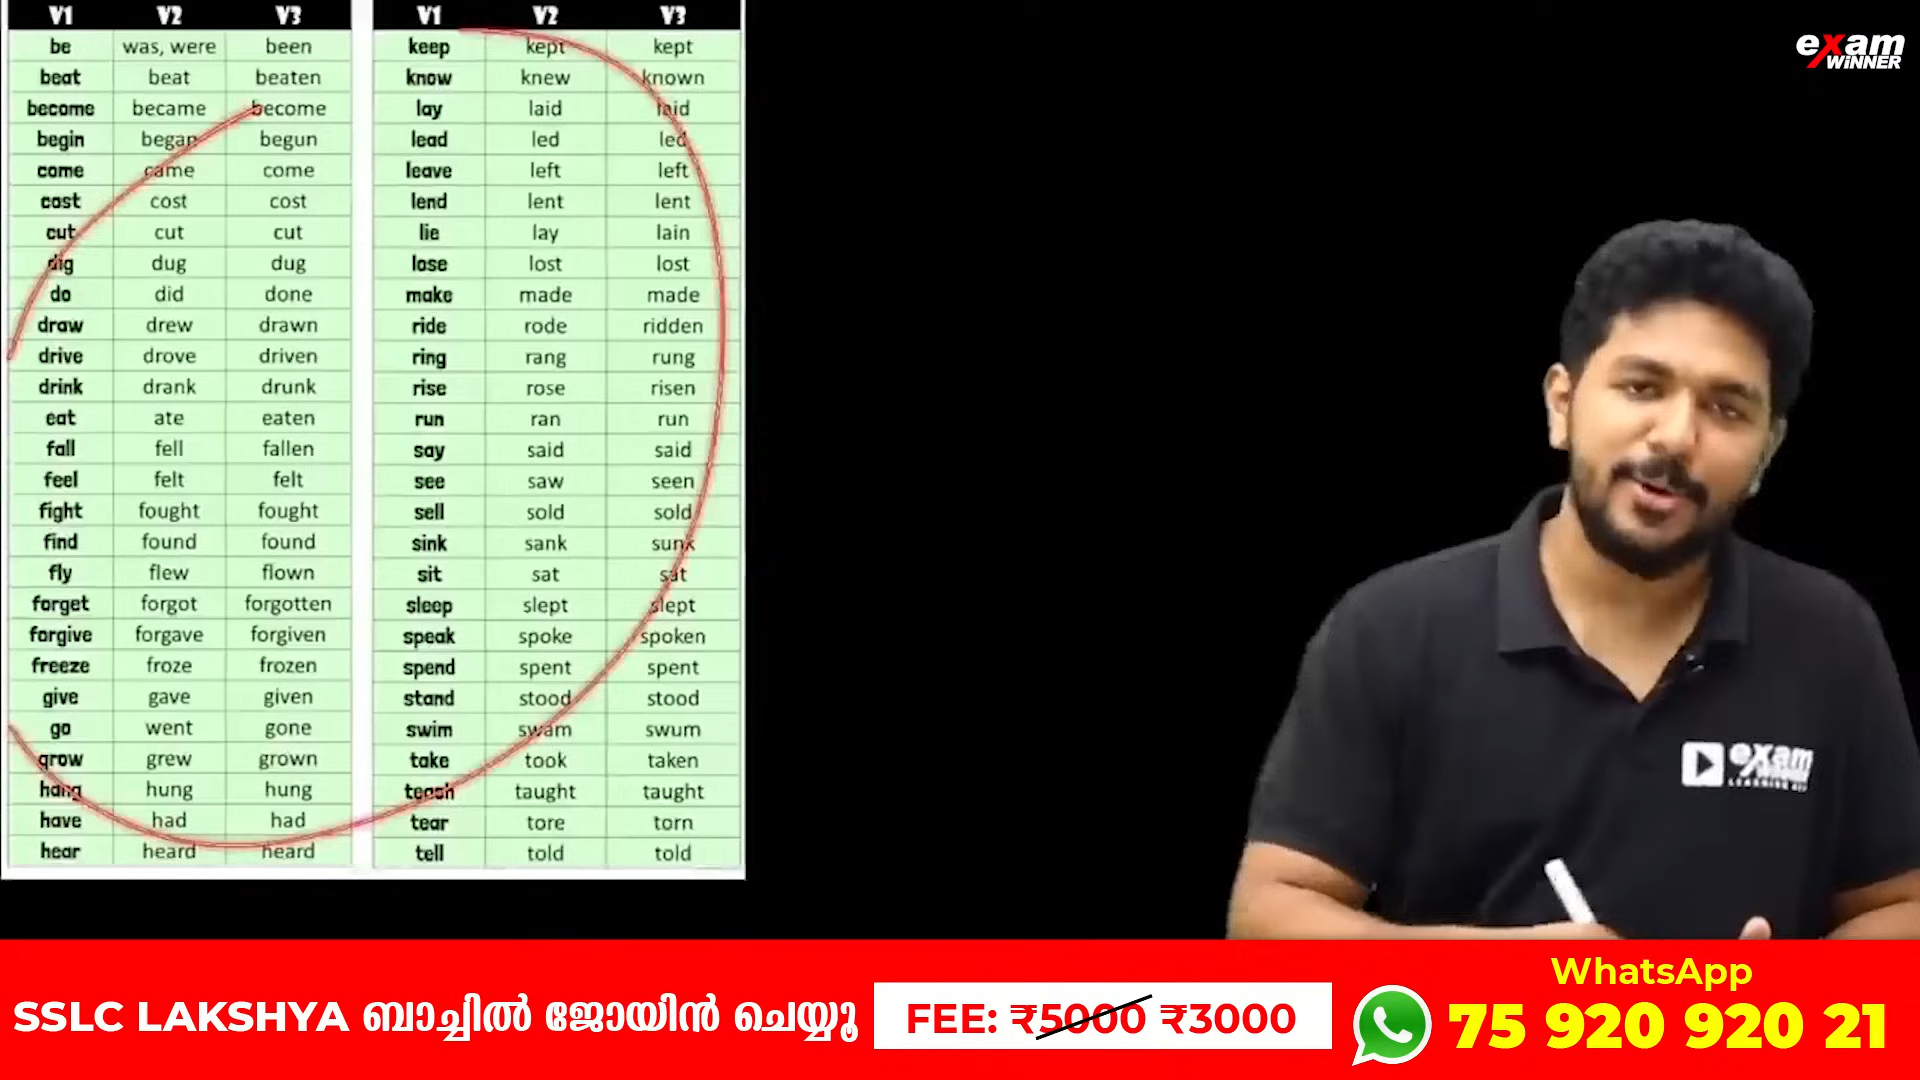 V1 V2 V3
be was, were been
beat beat beaten
become became become
begin began begun
come came come
cost cost cost
cut cut cut
dig dug dug
do did done
draw drew drawn
drive drove driven
drink drank drunk
eat ate eaten
fall fell fallen
feel felt felt
fight fought fought
find found found
fly flew flown
forget forgot forgotten
forgive forgave forgiven
freeze froze frozen
give gave given
go went gone
grow grew grown
hang hung hung
have had had
hear heard heard
V1 V2 V3
keep kept kept
know knew known
lay laid laid
lead led led
leave left left
lend lent lent
lie lay lain
lose lost lost
make made made
ride rode ridden
ring rang rung
rise rose risen
run ran run
say said said
see saw seen
sell sold sold
sink sank sunk
sit sat sat
sleep slept slept
speak spoke spoken
spend spent spent
stand stood stood
swim swam swum
take took taken
teach taught taught
tear tore torn
tell told told
exam
WINNER
exam
SSLC LAKSHYA ബാച്ചിൽ ജോയിൻ ചെയ്യൂ
FEE: ₹5000 ₹3000
WhatsApp
75 920 920 21